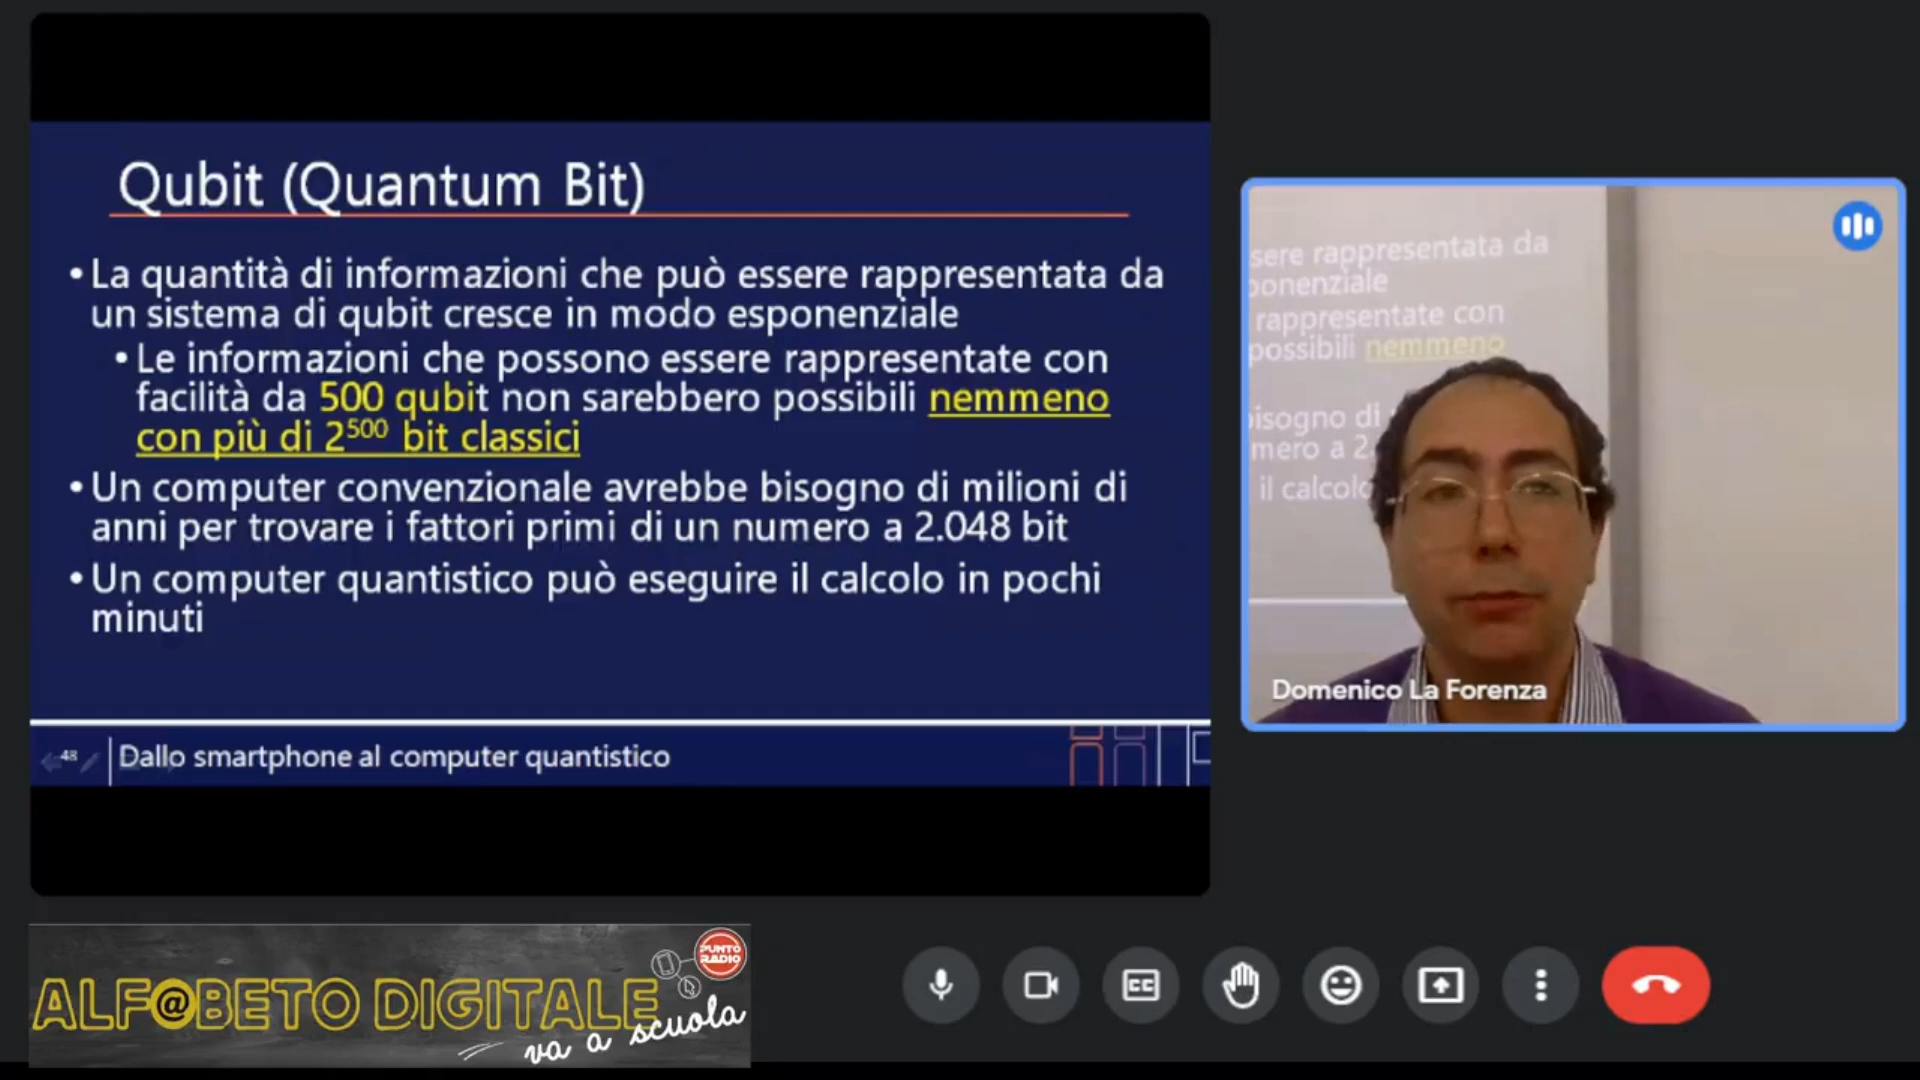 Qubit (Quantum Bit)
• La quantità di informazioni che può essere rappresentata da
un sistema di qubit cresce in modo esponenziale
• Le informazioni che possono essere rappresentate con
facilità da 500 qubit non sarebbero possibili nemmeno
con più di 2⁵⁰⁰ bit classici
• Un computer convenzionale avrebbe bisogno di milioni di
anni per trovare i fattori primi di un numero a 2.048 bit
• Un computer quantistico può eseguire il calcolo in pochi
minuti
48
Dallo smartphone al computer quantistico
sere rappresentata da
ponenziale
rappresentate con
possibili nemmeno
bisogno di
mero a 2.
il calcolo
Domenico La Forenza
PUNTO
RADIO
ALF@BETO DIGITALE
va a scuola
CC